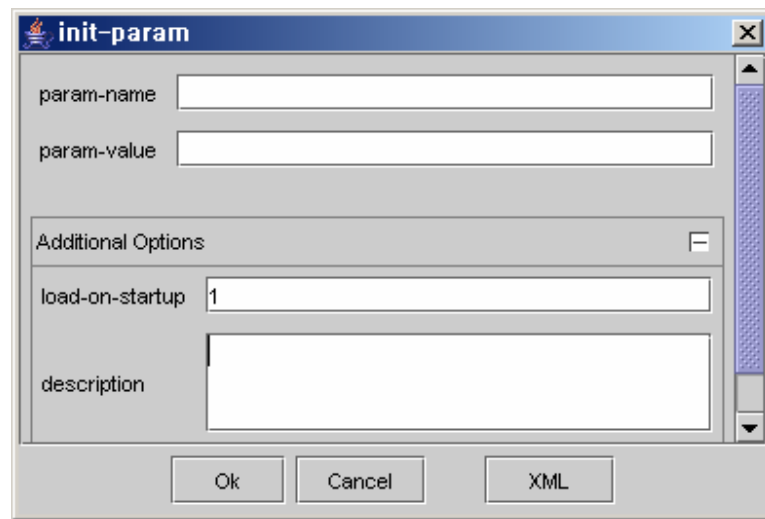 init-param
param-name
param-value
Additional Options
load-on-startup 1
description
Ok Cancel XML